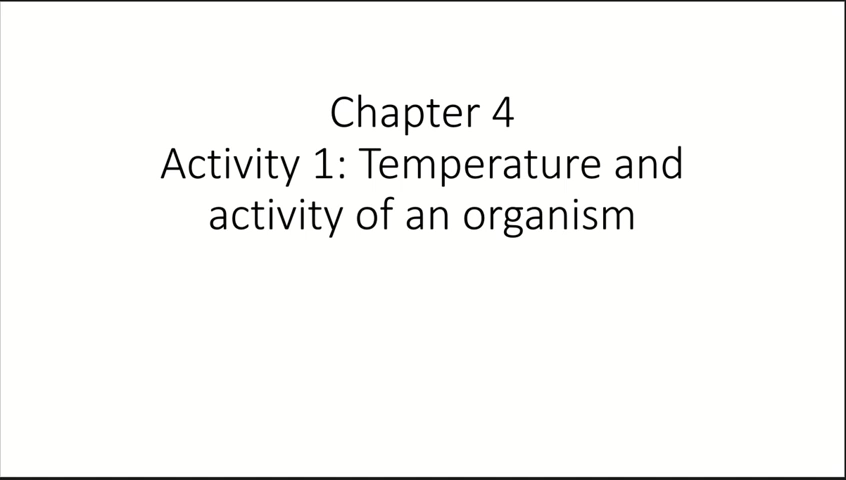 Chapter 4
Activity 1: Temperature and
activity of an organism